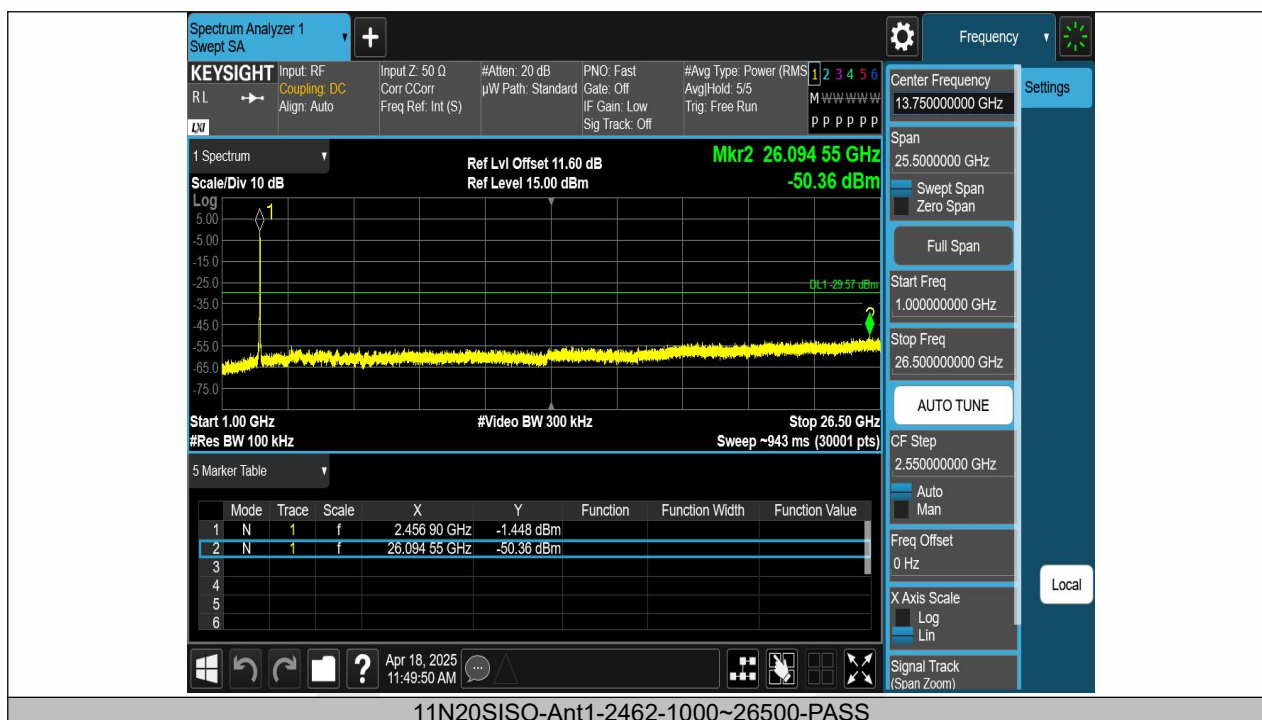 Spectrum Analyzer 1
Swept SA
Frequency
KEYSIGHT
R L
LXI
Input: RF
Coupling: DC
Align: Auto
Input Z: 50 Ω
Corr CCorr
Freq Ref: Int (S)
#Atten: 20 dB
µW Path: Standard
PNO: Fast
Gate: Off
IF Gain: Low
Sig Track: Off
#Avg Type: Power (RMS
Avg|Hold: 5/5
Trig: Free Run
1 2 3 4 5 6
M W W W W W
P P P P P P
1 Spectrum
Scale/Div 10 dB
Ref Lvl Offset 11.60 dB
Ref Level 15.00 dBm
Mkr2 26.094 55 GHz
-50.36 dBm
Log
5.00
-5.00
-15.0
-25.0
-35.0
-45.0
-55.0
-65.0
-75.0
1
DL1 -29.57 dBm
2
Start 1.00 GHz
#Video BW 300 kHz
Stop 26.50 GHz
#Res BW 100 kHz
Sweep ~943 ms (30001 pts)
5 Marker Table
Mode Trace Scale X Y Function Function Width Function Value
1 N 1 f 2.456 90 GHz -1.448 dBm
2 N 1 f 26.094 55 GHz -50.36 dBm
3
4
5
6
Apr 18, 2025
11:49:50 AM
?
Center Frequency
13.750000000 GHz
Settings
Span
25.5000000 GHz
Swept Span
Zero Span
Full Span
Start Freq
1.000000000 GHz
Stop Freq
26.500000000 GHz
AUTO TUNE
CF Step
2.550000000 GHz
Auto
Man
Freq Offset
0 Hz
Local
X Axis Scale
Log
Lin
Signal Track
(Span Zoom)
11N20SISO-Ant1-2462-1000~26500-PASS